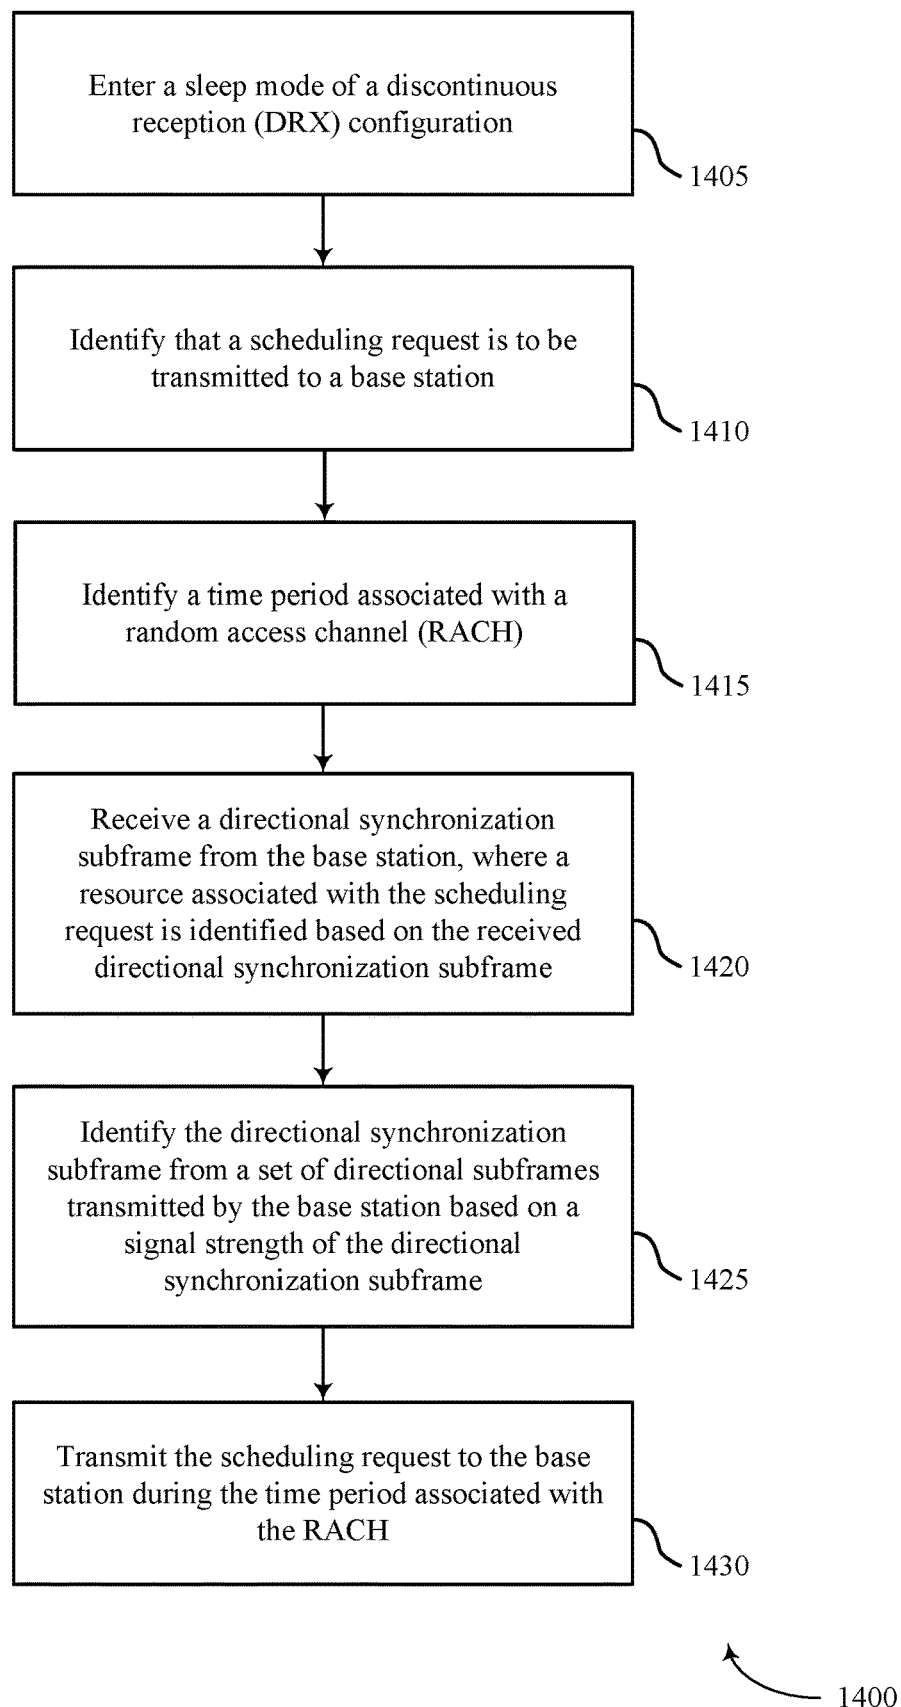 Enter a sleep mode of a discontinuous
reception (DRX) configuration
1405
Identify that a scheduling request is to be
transmitted to a base station
1410
Identify a time period associated with a
random access channel (RACH)
1415
Receive a directional synchronization
subframe from the base station, where a
resource associated with the scheduling
request is identified based on the received
directional synchronization subframe
1420
Identify the directional synchronization
subframe from a set of directional subframes
transmitted by the base station based on a
signal strength of the directional
synchronization subframe
1425
Transmit the scheduling request to the base
station during the time period associated with
the RACH
1430
1400